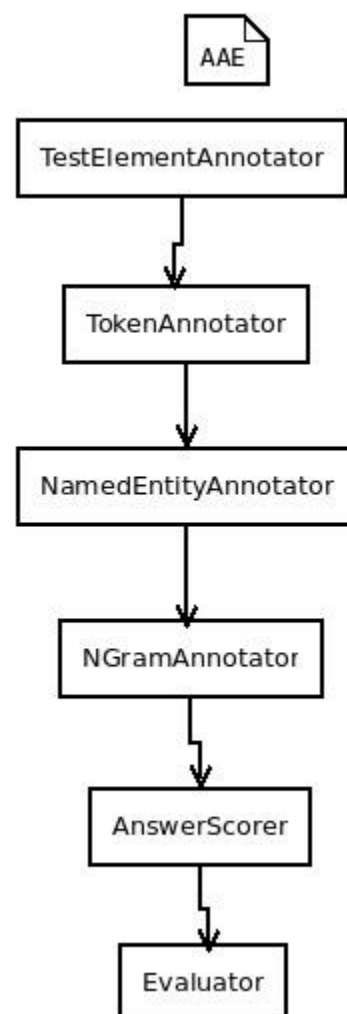 AAE
TestElementAnnotator
TokenAnnotator
NamedEntityAnnotator
NGramAnnotator
AnswerScorer
Evaluator